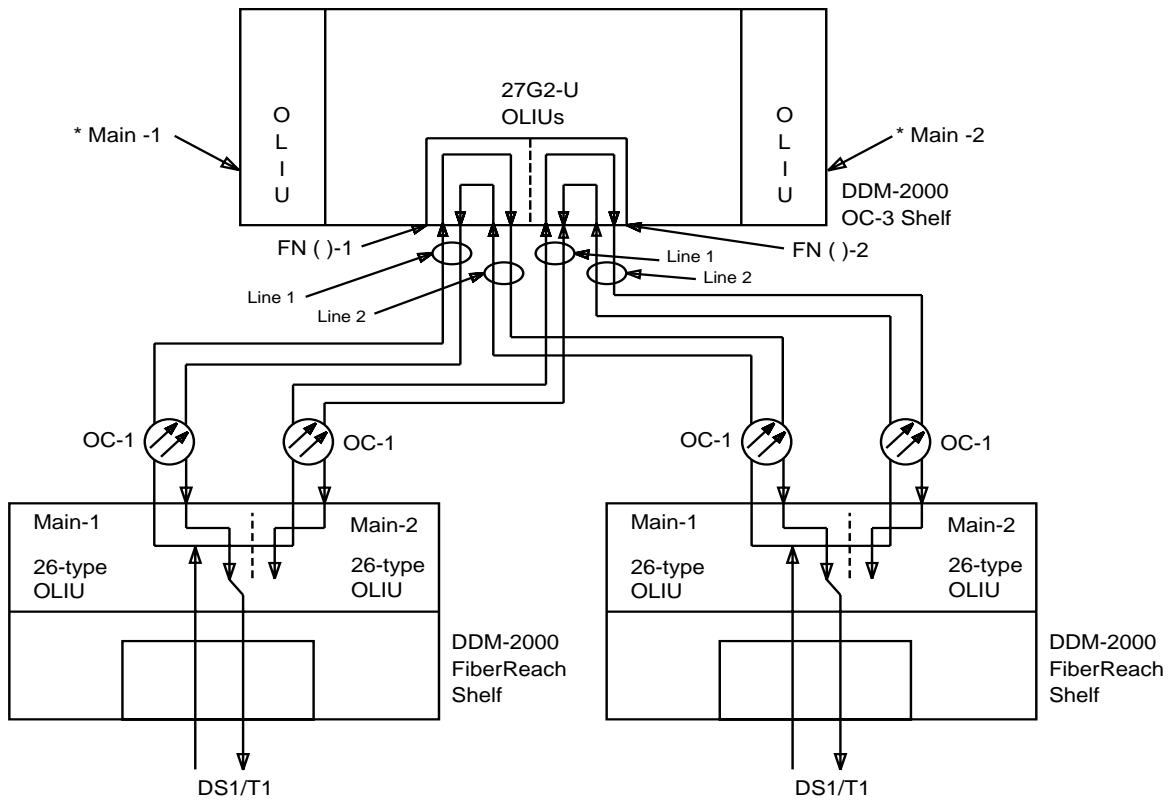 27G2-U
OLIUs
O
L
I
U
O
L
I
U
* Main -1
* Main -2
DDM-2000
OC-3 Shelf
FN ( )-1
FN ( )-2
Line 1
Line 2
Line 1
Line 2
OC-1
OC-1
OC-1
OC-1
Main-1
26-type
OLIU
Main-2
26-type
OLIU
DDM-2000
FiberReach
Shelf
DS1/T1
Main-1
26-type
OLIU
Main-2
26-type
OLIU
DDM-2000
FiberReach
Shelf
DS1/T1